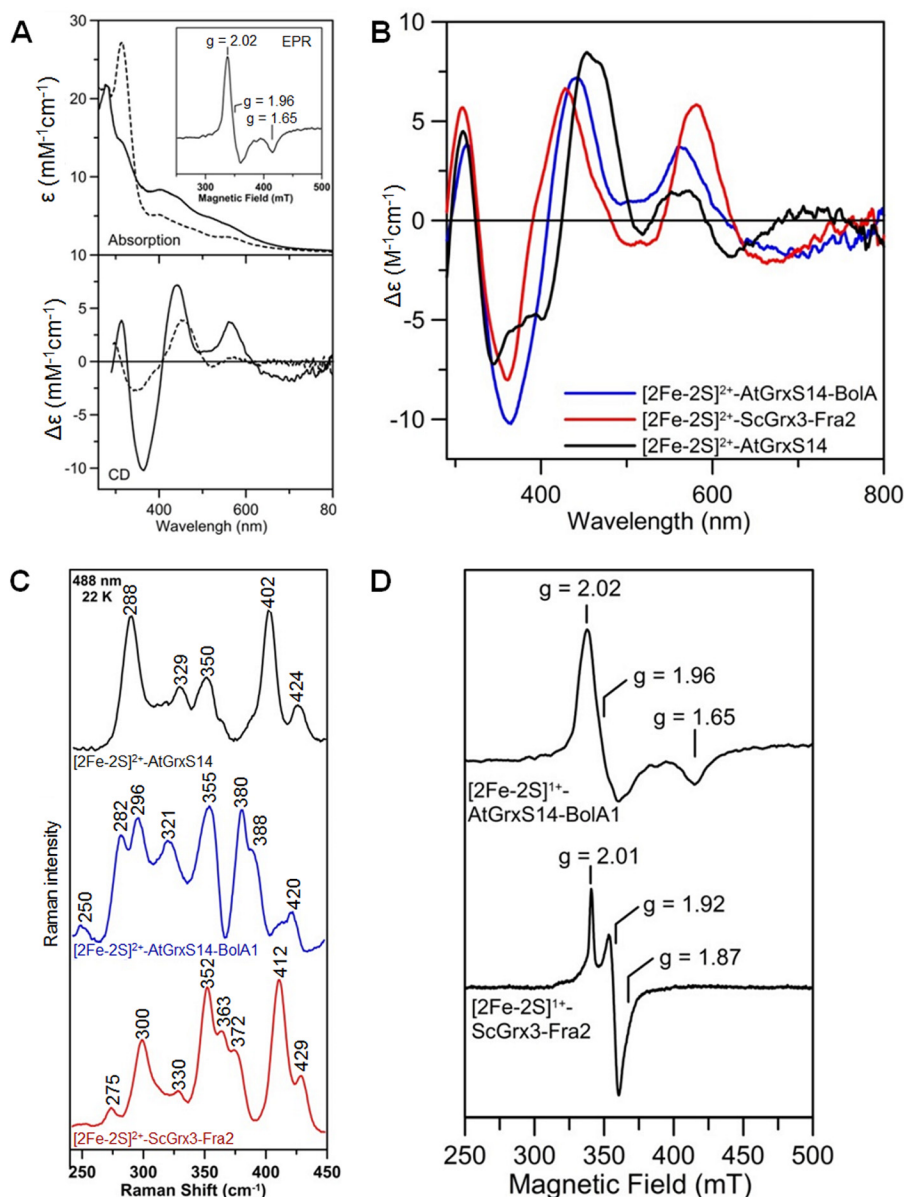 A
30
20
10
10
ε (mM⁻¹cm⁻¹)
Absorption
EPR
g = 2.02
g = 1.96
g = 1.65
300
400
500
Magnetic Field (mT)
5
0
-5
-10
Δε (mM⁻¹cm⁻¹)
CD
400
600
80
Wavelengh (nm)
B
10
5
0
-5
-10
Δε (M⁻¹cm⁻¹)
[2Fe-2S]²⁺-AtGrxS14-BolA
[2Fe-2S]²⁺-ScGrx3-Fra2
[2Fe-2S]²⁺-AtGrxS14
400
600
800
Wavelength (nm)
C
488 nm
22 K
288
329
350
402
424
[2Fe-2S]²⁺-AtGrxS14
250
282
296
321
355
380
388
420
[2Fe-2S]²⁺-AtGrxS14-BolA1
275
300
330
352
363
372
412
429
[2Fe-2S]²⁺-ScGrx3-Fra2
Raman intensity
250
300
350
400
450
Raman Shift (cm⁻¹)
D
g = 2.02
g = 1.96
g = 1.65
[2Fe-2S]¹⁺-
AtGrxS14-BolA1
g = 2.01
g = 1.92
g = 1.87
[2Fe-2S]¹⁺-
ScGrx3-Fra2
250
300
350
400
450
500
Magnetic Field (mT)